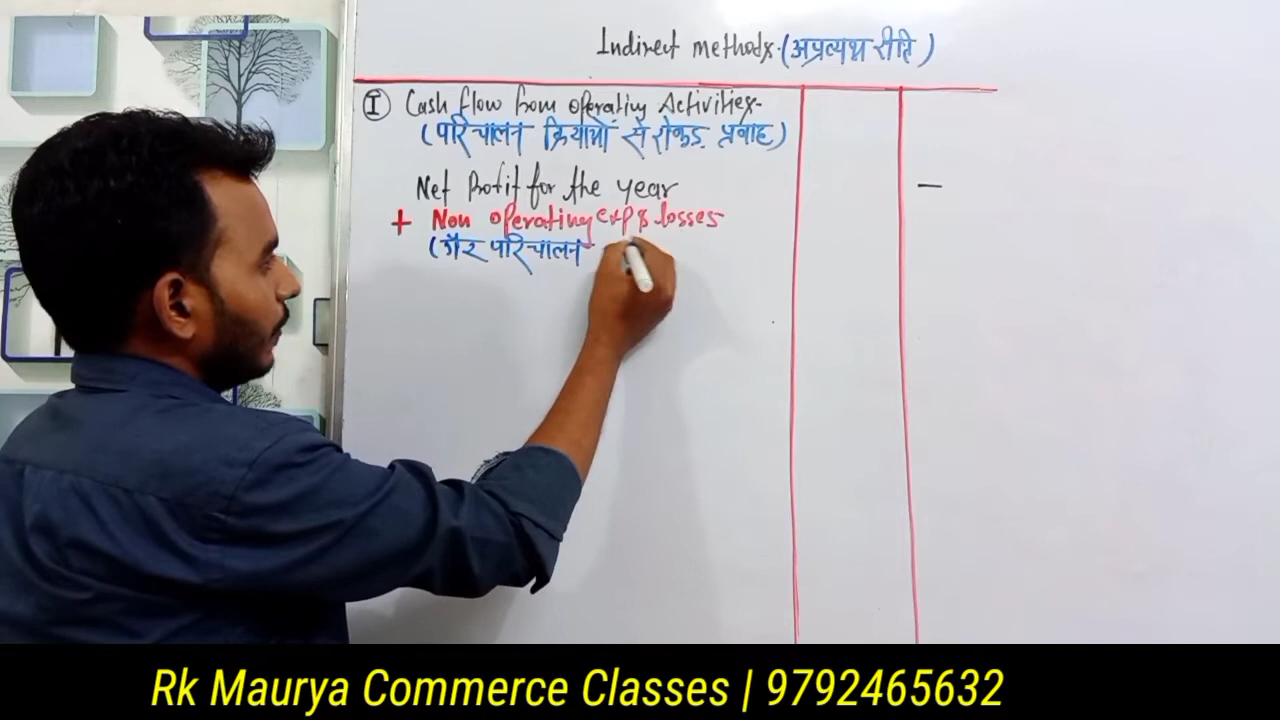 Indirect method:- (अप्रत्यक्ष रीति)
I Cash flow from operating Activities-
(परिचालन क्रियाओं से रोकड़ प्रवाह)
Net Profit for the year —
+ Non operating exp & losses
(गैर परिचालन
Rk Maurya Commerce Classes | 9792465632